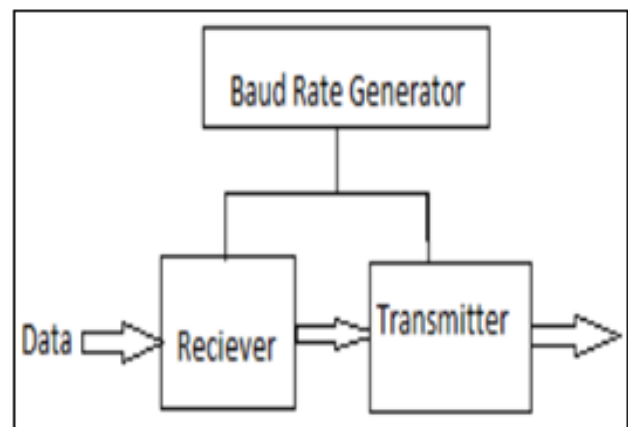 Baud Rate Generator
Data
Reciever
Transmitter